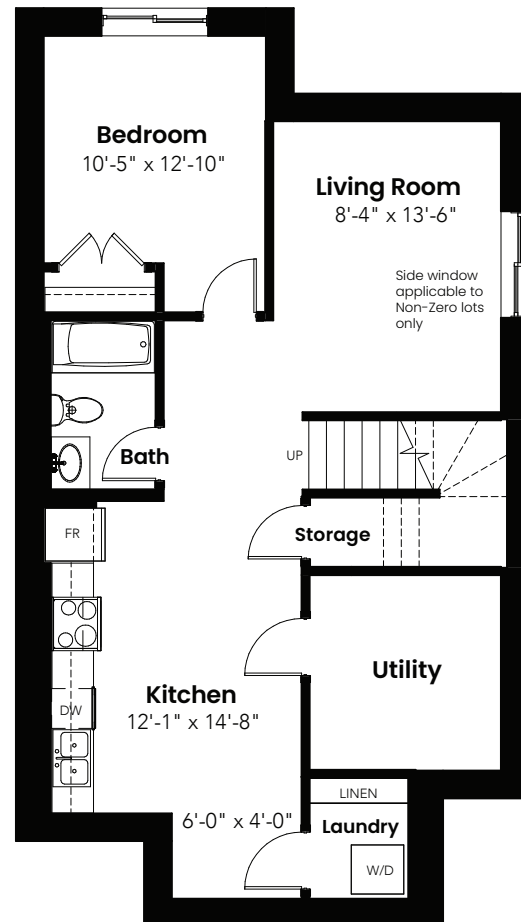 Bedroom
10'-5" x 12'-10"
Living Room
8'-4" x 13'-6"
Side window
applicable to
Non-Zero lots
only
Bath
UP
FR
Storage
Utility
Kitchen
12'-1" x 14'-8"
DW
6'-0" x 4'-0"
LINEN
Laundry
W/D